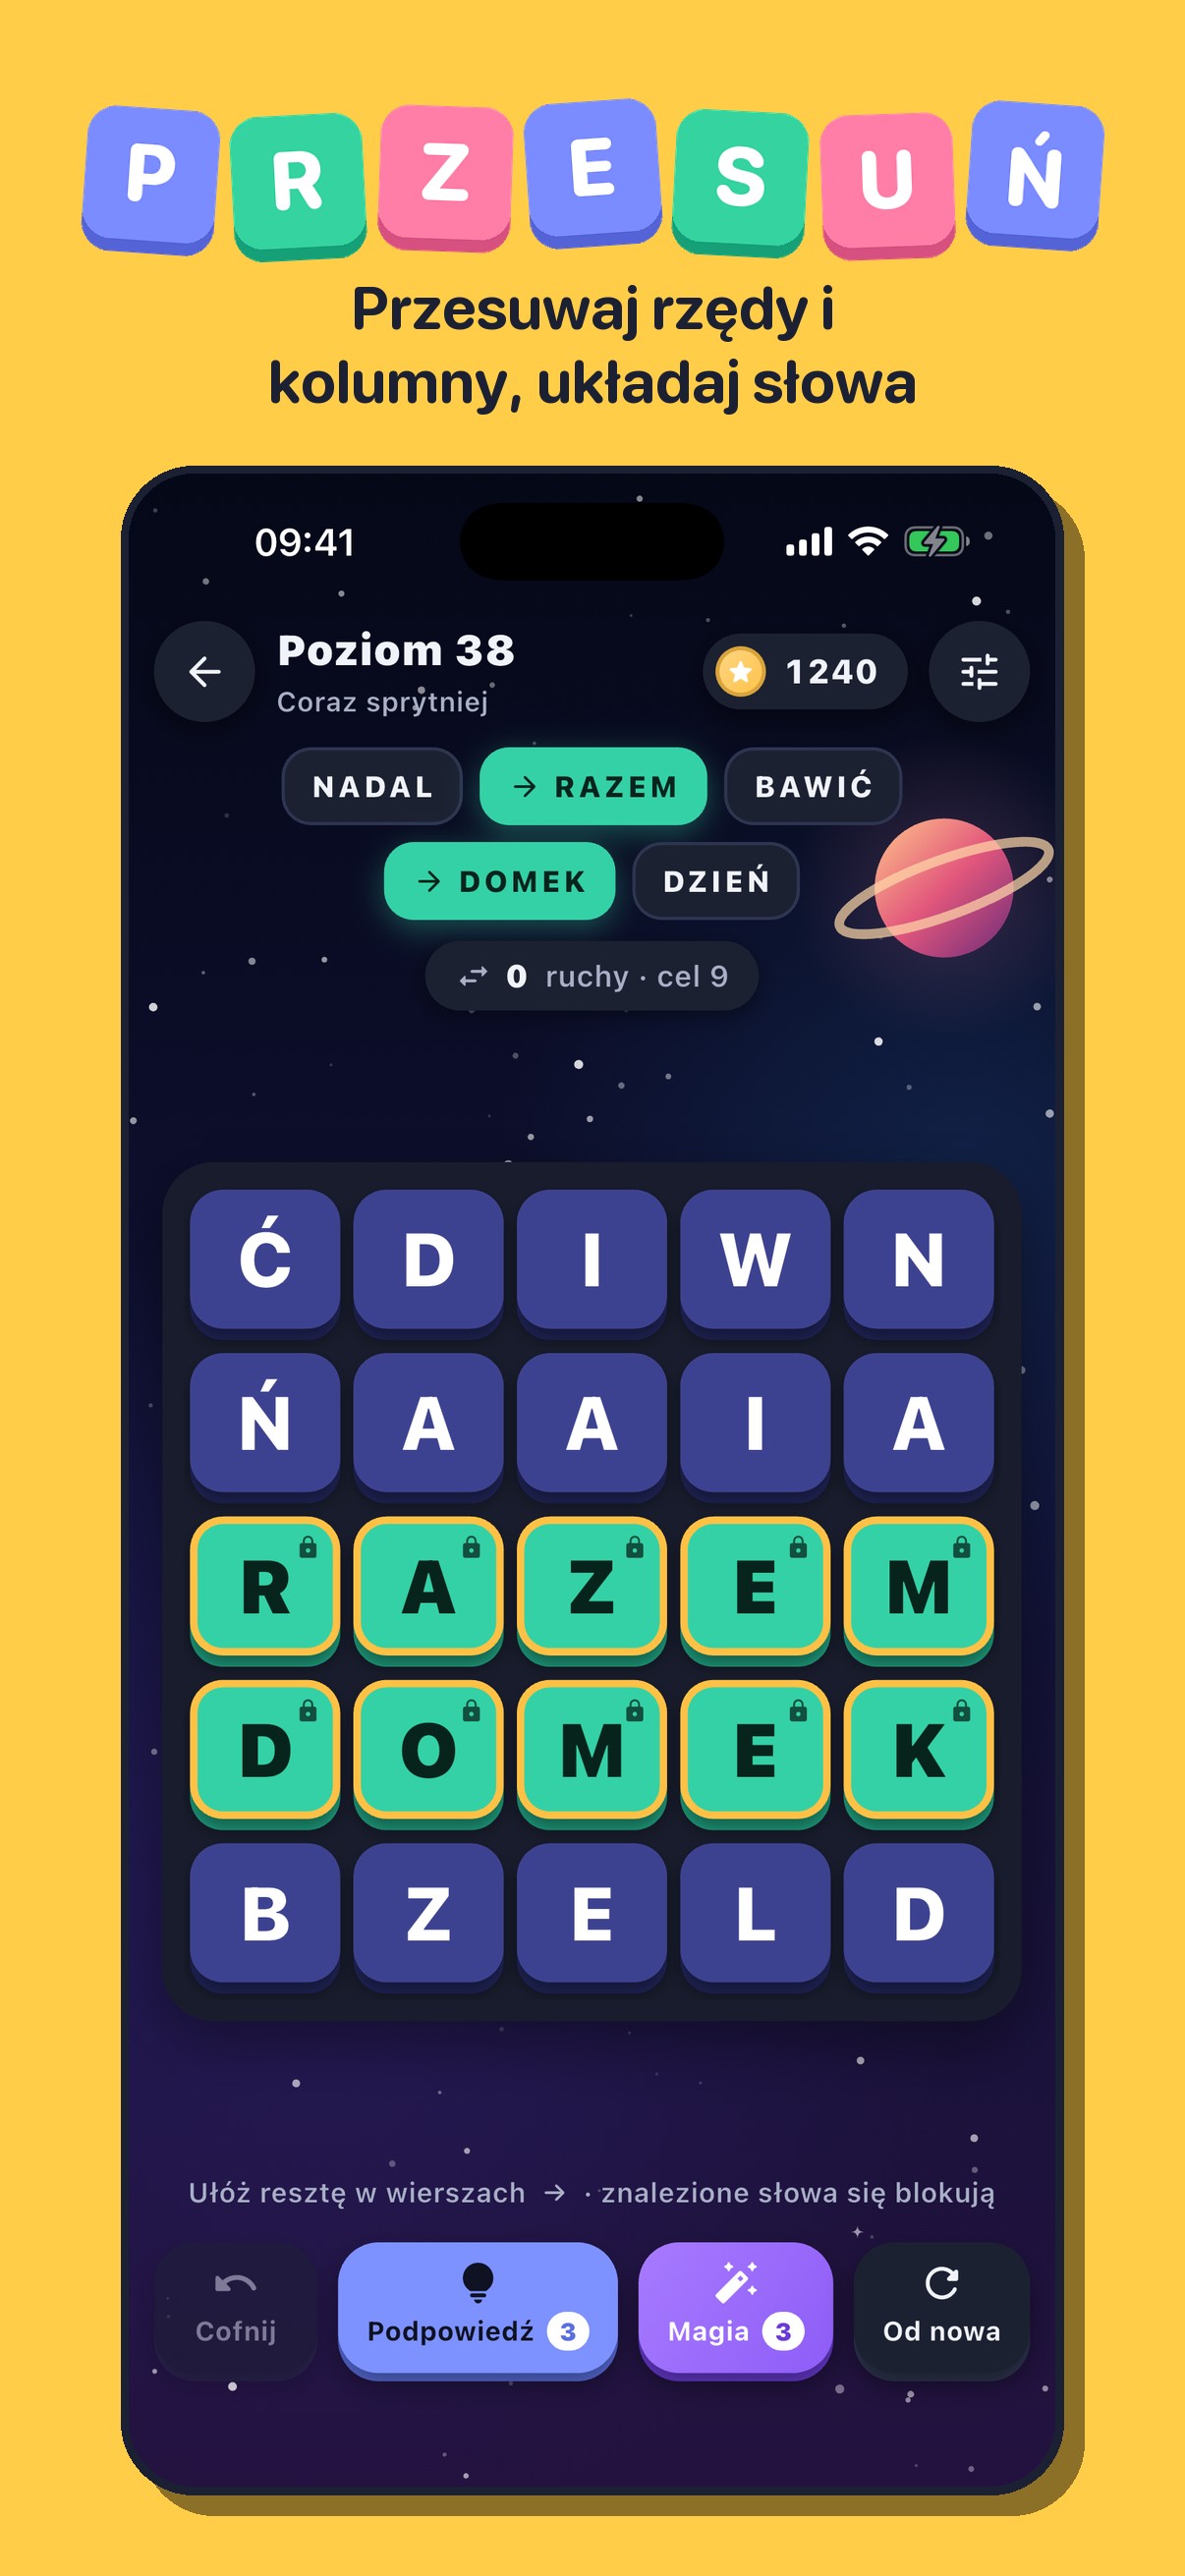 PRZESUŃ
Przesuwaj rzędy i
kolumny, układaj słowa
09:41
Poziom 38
Coraz sprytniej
1240
NADAL → RAZEM BAWIĆ
→ DOMEK DZIEŃ
0 ruchy · cel 9
Ć D I W N
Ń A A I A
R A Z E M
D O M E K
B Z E L D
Ułóż resztę w wierszach → · znalezione słowa się blokują
Cofnij Podpowiedź 3 Magia 3 Od nowa